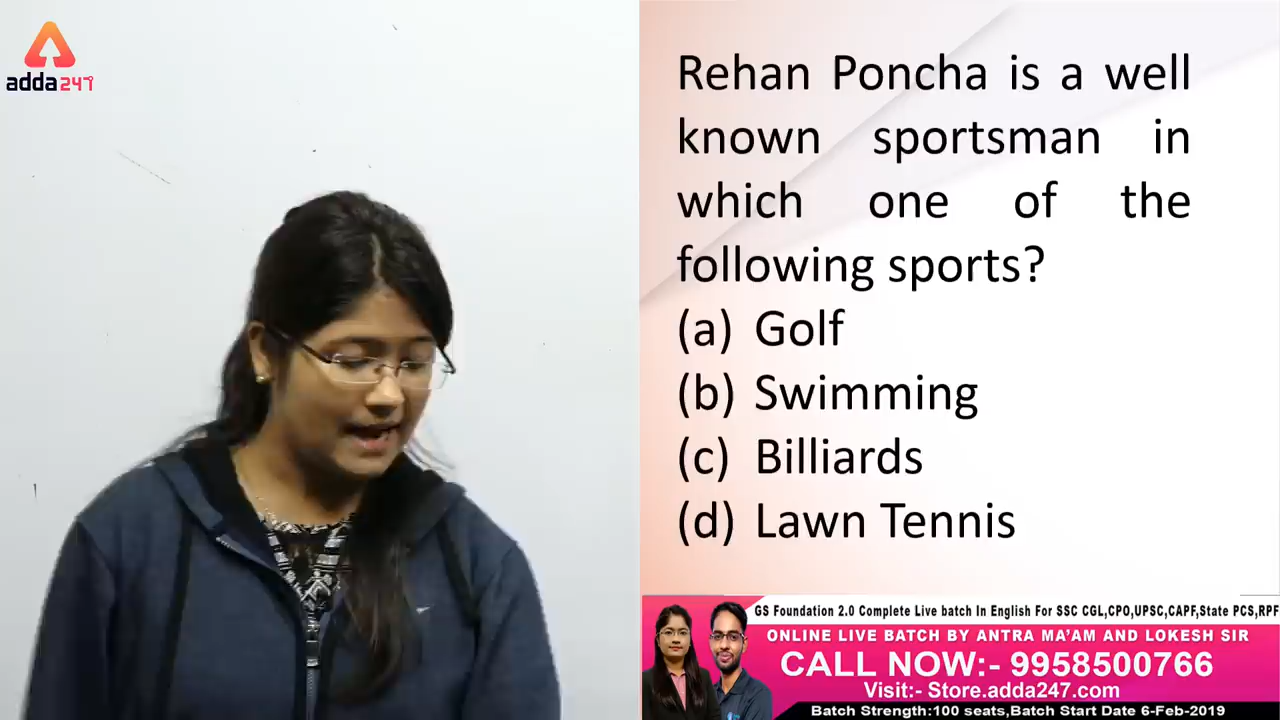 adda247
Rehan Poncha is a well
known sportsman in
which one of the
following sports?
(a) Golf
(b) Swimming
(c) Billiards
(d) Lawn Tennis
GS Foundation 2.0 Complete Live batch In English For SSC CGL,CPO,UPSC,CAPF,State PCS,RPF
ONLINE LIVE BATCH BY ANTRA MA'AM AND LOKESH SIR
CALL NOW:- 9958500766
Visit:- Store.adda247.com
Batch Strength:100 seats,Batch Start Date 6-Feb-2019